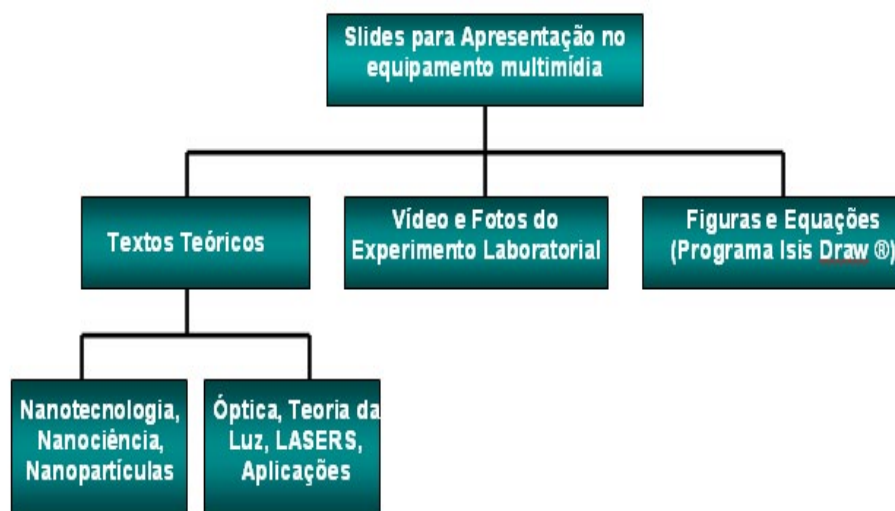 Slides para Apresentação no
equipamento multimídia
Textos Teóricos
Vídeo e Fotos do
Experimento Laboratorial
Figuras e Equações
(Programa Isis Draw ®)
Nanotecnologia,
Nanociência,
Nanopartículas
Óptica, Teoria da
Luz, LASERS,
Aplicações